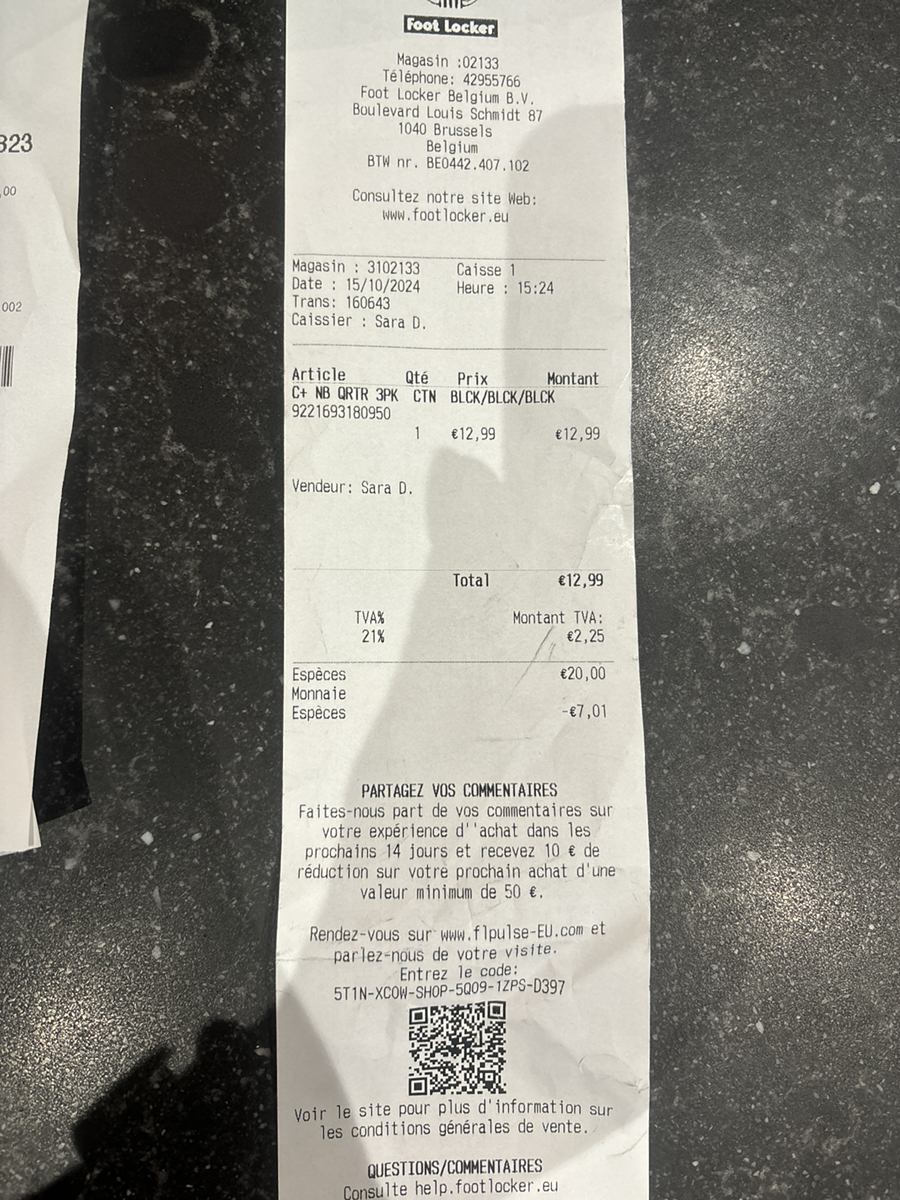 Foot Locker
Magasin :02133
Téléphone: 42955766
Foot Locker Belgium B.V.
Boulevard Louis Schmidt 87
1040 Brussels
Belgium
BTW nr. BE0442.407.102
Consultez notre site Web:
www.footlocker.eu
Magasin : 3102133 Caisse 1
Date : 15/10/2024 Heure : 15:24
Trans: 160643
Caissier : Sara D.
Article Qté Prix Montant
C+ NB QRTR 3PK CTN BLCK/BLCK/BLCK
9221693180950
1 €12,99 €12,99
Vendeur: Sara D.
Total €12,99
TVA% Montant TVA:
21% €2,25
Espèces €20,00
Monnaie
Espèces -€7,01
PARTAGEZ VOS COMMENTAIRES
Faites-nous part de vos commentaires sur
votre expérience d''achat dans les
prochains 14 jours et recevez 10 € de
réduction sur votre prochain achat d'une
valeur minimum de 50 €.
Rendez-vous sur www.flpulse-EU.com et
parlez-nous de votre visite.
Entrez le code:
5T1N-XCOW-SHOP-5Q09-1ZPS-D397
Voir le site pour plus d'information sur
les conditions générales de vente.
QUESTIONS/COMMENTAIRES
Consulte help.footlocker.eu
323
,00
002